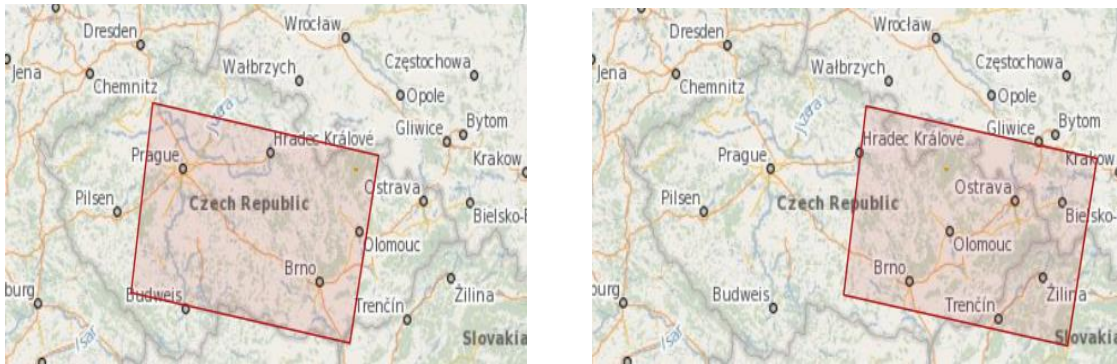 Dresden
Wrocław
Jena
Chemnitz
Wałbrzych
Częstochowa
Opole
Jizera
Gliwice
Bytom
Hradec Králové
Prague
Krakow
Pilsen
Ostrava
Czech Republic
Bielsko-B
Olomouc
Brno
Budweis
Trenčín
Žilina
burg
Isar
Slovakia
Dresden
Wrocław
Jena
Chemnitz
Wałbrzych
Częstochowa
Opole
Jizera
Gliwice
Bytom
Hradec Králové
Prague
Krakow
Pilsen
Ostrava
Czech Republic
Bielsko-
Olomouc
Brno
Budweis
Trenčín
Žilina
burg
Isar
Slovakia